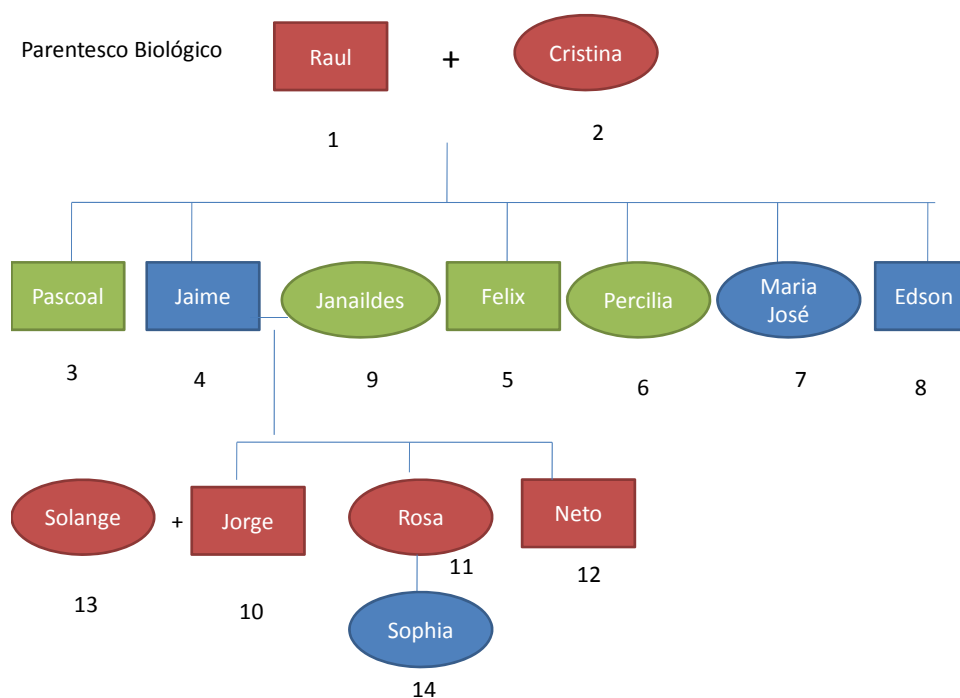 Parentesco Biológico
Raul
+
Cristina
1
2
Pascoal
Jaime
Janaildes
Felix
Percilia
Maria
José
Edson
3
4
9
5
6
7
8
Solange
+
Jorge
Rosa
Neto
13
10
11
12
Sophia
14